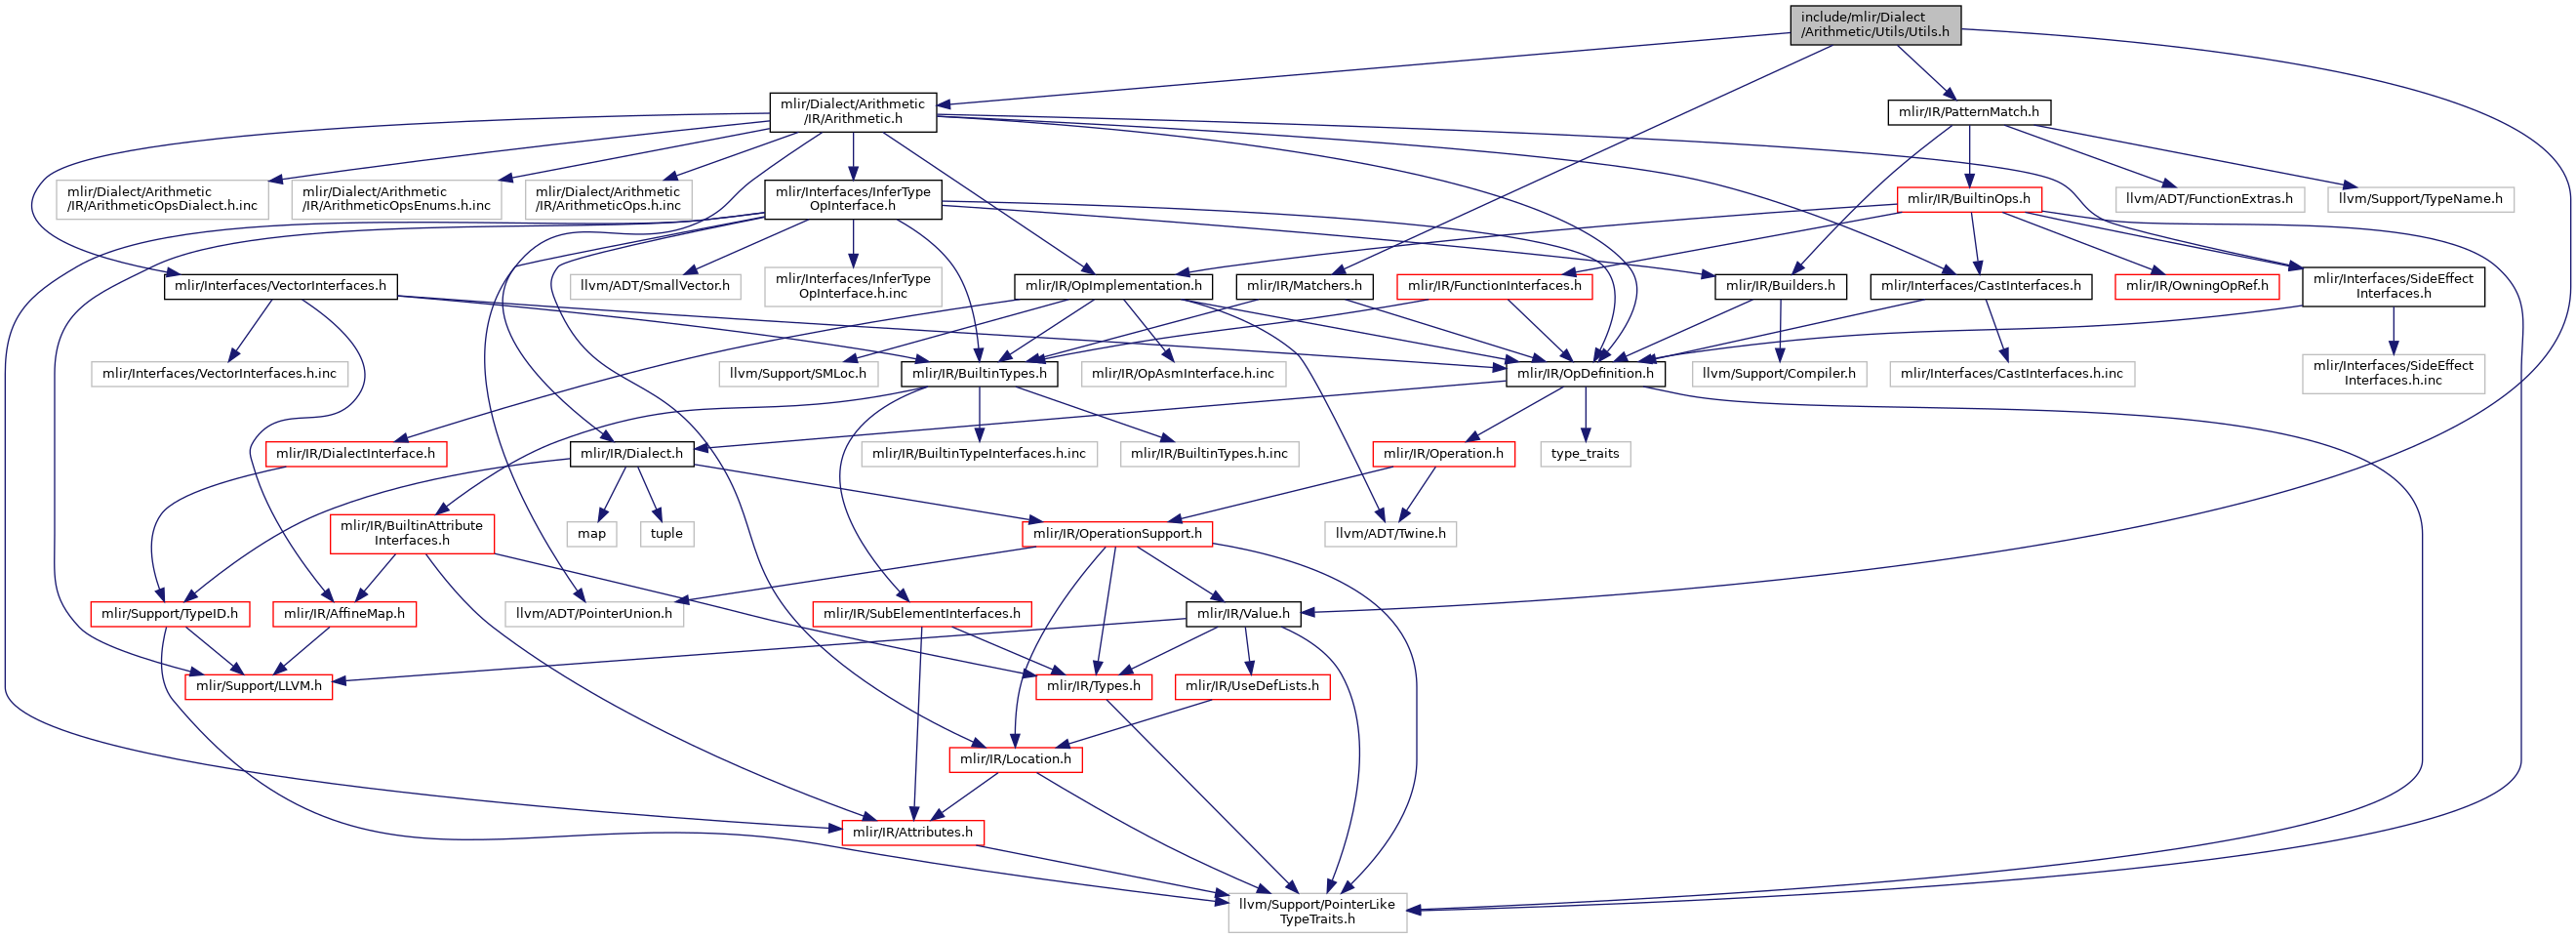 include/mlir/Dialect
/Arithmetic/Utils/Utils.h
mlir/Dialect/Arithmetic
/IR/Arithmetic.h
mlir/IR/PatternMatch.h
mlir/Dialect/Arithmetic
/IR/ArithmeticOpsDialect.h.inc
mlir/Dialect/Arithmetic
/IR/ArithmeticOpsEnums.h.inc
mlir/Dialect/Arithmetic
/IR/ArithmeticOps.h.inc
mlir/Interfaces/InferType
OpInterface.h
mlir/IR/BuiltinOps.h
llvm/ADT/FunctionExtras.h
llvm/Support/TypeName.h
mlir/Interfaces/VectorInterfaces.h
llvm/ADT/SmallVector.h
mlir/Interfaces/InferType
OpInterface.h.inc
mlir/IR/OpImplementation.h
mlir/IR/Matchers.h
mlir/IR/FunctionInterfaces.h
mlir/IR/Builders.h
mlir/Interfaces/CastInterfaces.h
mlir/IR/OwningOpRef.h
mlir/Interfaces/SideEffect
Interfaces.h
mlir/Interfaces/VectorInterfaces.h.inc
llvm/Support/SMLoc.h
mlir/IR/BuiltinTypes.h
mlir/IR/OpAsmInterface.h.inc
mlir/IR/OpDefinition.h
llvm/Support/Compiler.h
mlir/Interfaces/CastInterfaces.h.inc
mlir/Interfaces/SideEffect
Interfaces.h.inc
mlir/IR/DialectInterface.h
mlir/IR/Dialect.h
mlir/IR/BuiltinTypeInterfaces.h.inc
mlir/IR/BuiltinTypes.h.inc
mlir/IR/Operation.h
type_traits
mlir/IR/BuiltinAttribute
Interfaces.h
map
tuple
mlir/IR/OperationSupport.h
llvm/ADT/Twine.h
mlir/Support/TypeID.h
mlir/IR/AffineMap.h
llvm/ADT/PointerUnion.h
mlir/IR/SubElementInterfaces.h
mlir/IR/Value.h
mlir/Support/LLVM.h
mlir/IR/Types.h
mlir/IR/UseDefLists.h
mlir/IR/Location.h
mlir/IR/Attributes.h
llvm/Support/PointerLike
TypeTraits.h